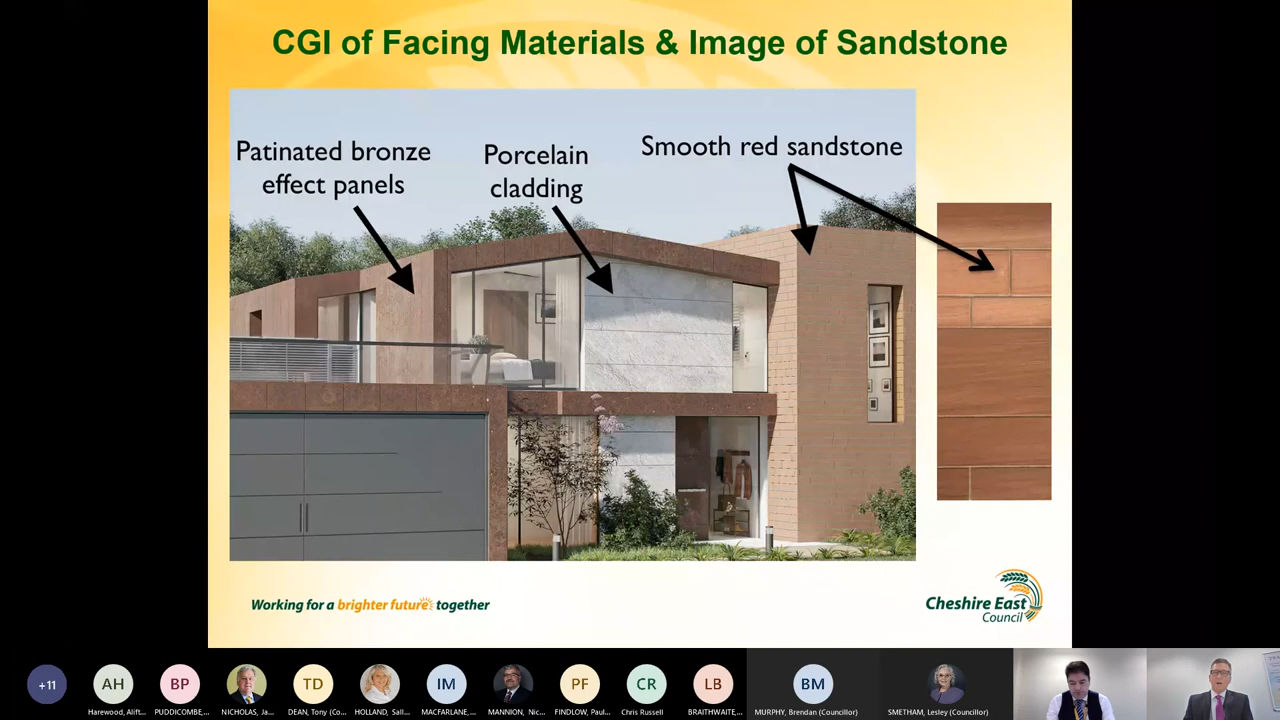 CGI of Facing Materials & Image of Sandstone
Patinated bronze
effect panels
Porcelain
cladding
Smooth red sandstone
Working for a brighter future together
Cheshire East
Council
+11
AH
BP
TD
IM
PF
CR
LB
BM
Harewood, Alift...
PUDDICOMBE,...
NICHOLAS, Ja...
DEAN, Tony (Co...
HOLLAND, Sall...
MACFARLANE,...
MANNION, Nic...
FINDLOW, Paul...
Chris Russell
BRAITHWAITE,...
MURPHY, Brendan (Councillor)
SMETHAM, Lesley (Councillor)